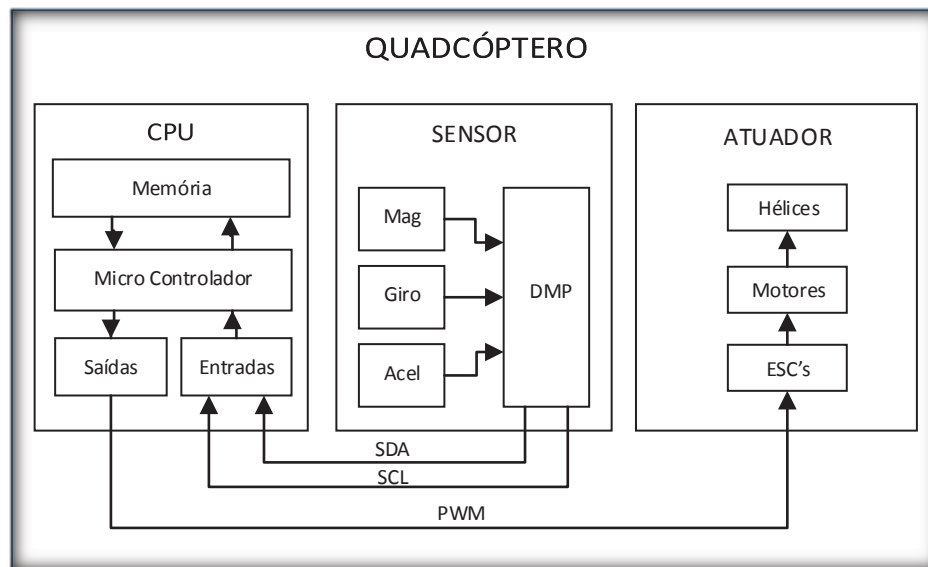 QUADCÓPTERO
CPU
Memória
Micro Controlador
Saídas
Entradas
SENSOR
Mag
Giro
Acel
DMP
ATUADOR
Hélices
Motores
ESC's
SDA
SCL
PWM